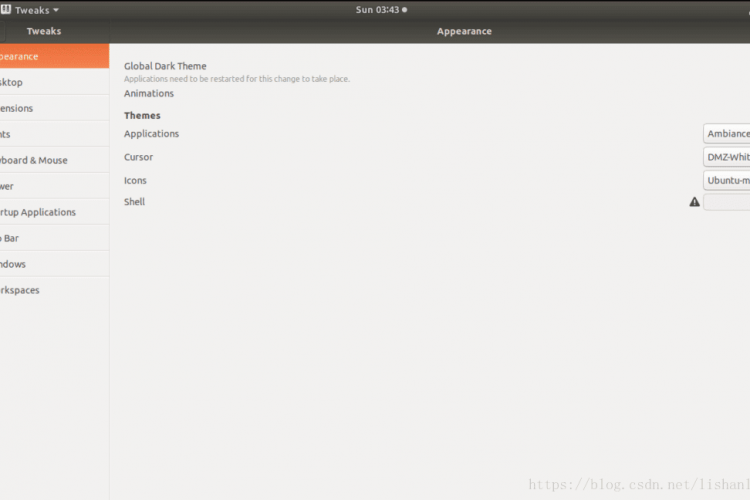 Tweaks
Sun 03:43
Tweaks
Appearance
pearance
sktop
ensions
nts
yboard & Mouse
wer
rtup Applications
p Bar
ndows
rkspaces
Global Dark Theme
Applications need to be restarted for this change to take place.
Animations
Themes
Applications
Ambiance
Cursor
DMZ-Whit
Icons
Ubuntu-m
Shell
https://blog.csdn.net/lishanl